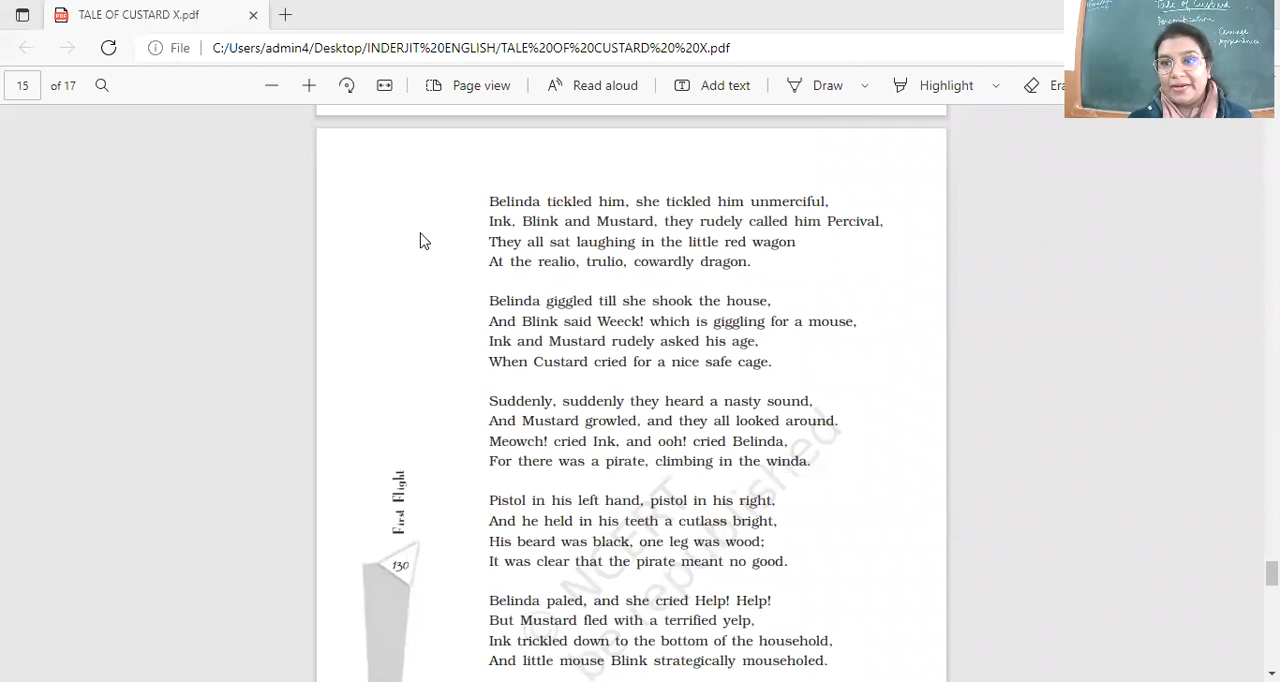 TALE OF CUSTARD X.pdf
File C:/Users/admin4/Desktop/INDERJIT%20ENGLISH/TALE%20OF%20CUSTARD%20%20X.pdf
15 of 17 Page view Read aloud Add text Draw Highlight Era
Tale of Custard
Personification
Belinda tickled him, she tickled him unmerciful,
Ink, Blink and Mustard, they rudely called him Percival,
They all sat laughing in the little red wagon
At the realio, trulio, cowardly dragon.
Belinda giggled till she shook the house,
And Blink said Weeck! which is giggling for a mouse,
Ink and Mustard rudely asked his age,
When Custard cried for a nice safe cage.
Suddenly, suddenly they heard a nasty sound,
And Mustard growled, and they all looked around.
Meowch! cried Ink, and ooh! cried Belinda,
For there was a pirate, climbing in the winda.
Pistol in his left hand, pistol in his right,
And he held in his teeth a cutlass bright,
His beard was black, one leg was wood;
It was clear that the pirate meant no good.
Belinda paled, and she cried Help! Help!
But Mustard fled with a terrified yelp,
Ink trickled down to the bottom of the household,
And little mouse Blink strategically mouseholed.
First Flight
130
© NCERT
be republished